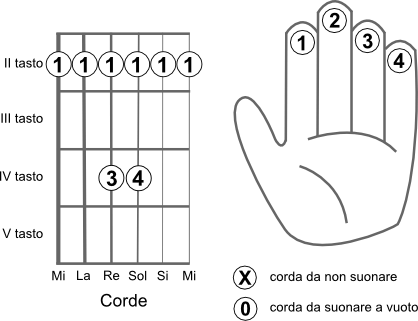 1 2 3 4
II tasto 1 1 1 1 1 1
III tasto
IV tasto 3 4
V tasto
Mi La Re Sol Si Mi
Corde
X corda da non suonare
0 corda da suonare a vuoto